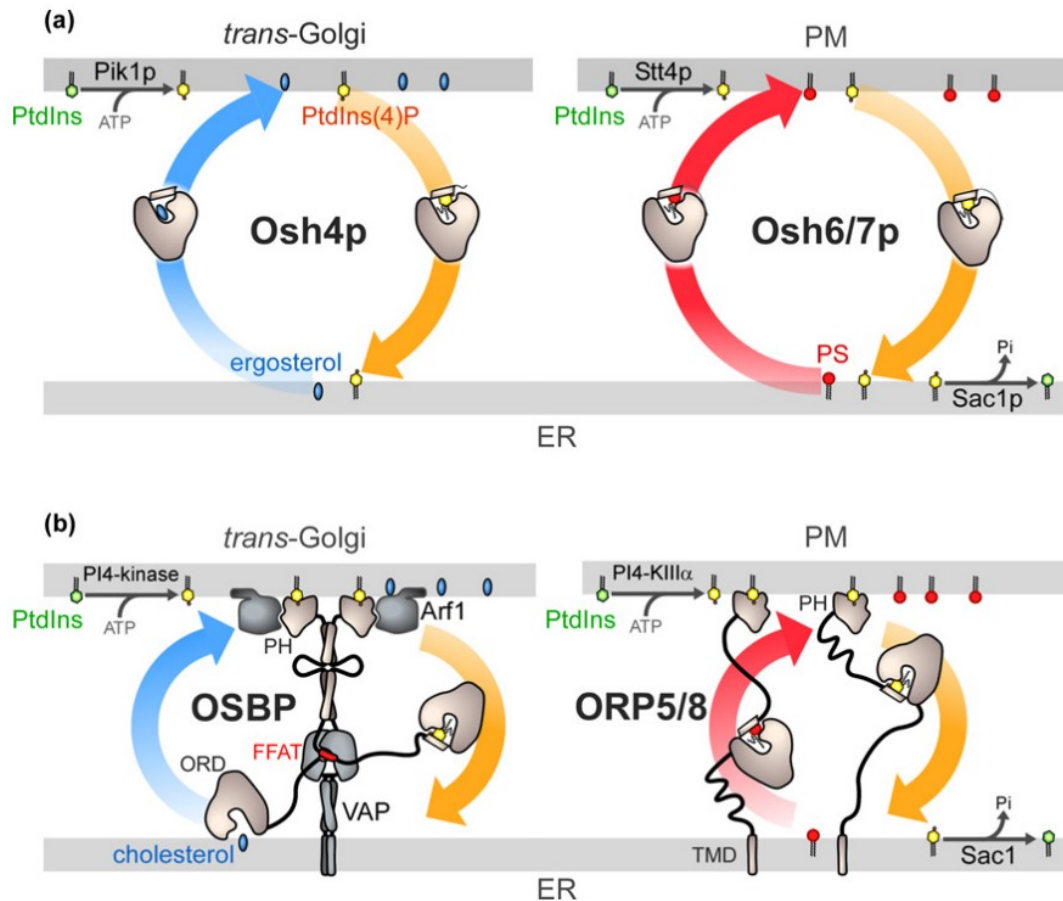 (a)
trans-Golgi
PM
Pik1p
Stt4p
PtdIns
ATP
PtdIns(4)P
PtdIns
ATP
Osh4p
Osh6/7p
ergosterol
PS
Pi
Sac1p
ER
(b)
trans-Golgi
PM
PI4-kinase
PI4-KIIIα
Arf1
PH
PtdIns
ATP
PH
PtdIns
ATP
OSBP
ORP5/8
FFAT
ORD
VAP
Pi
cholesterol
TMD
Sac1
ER